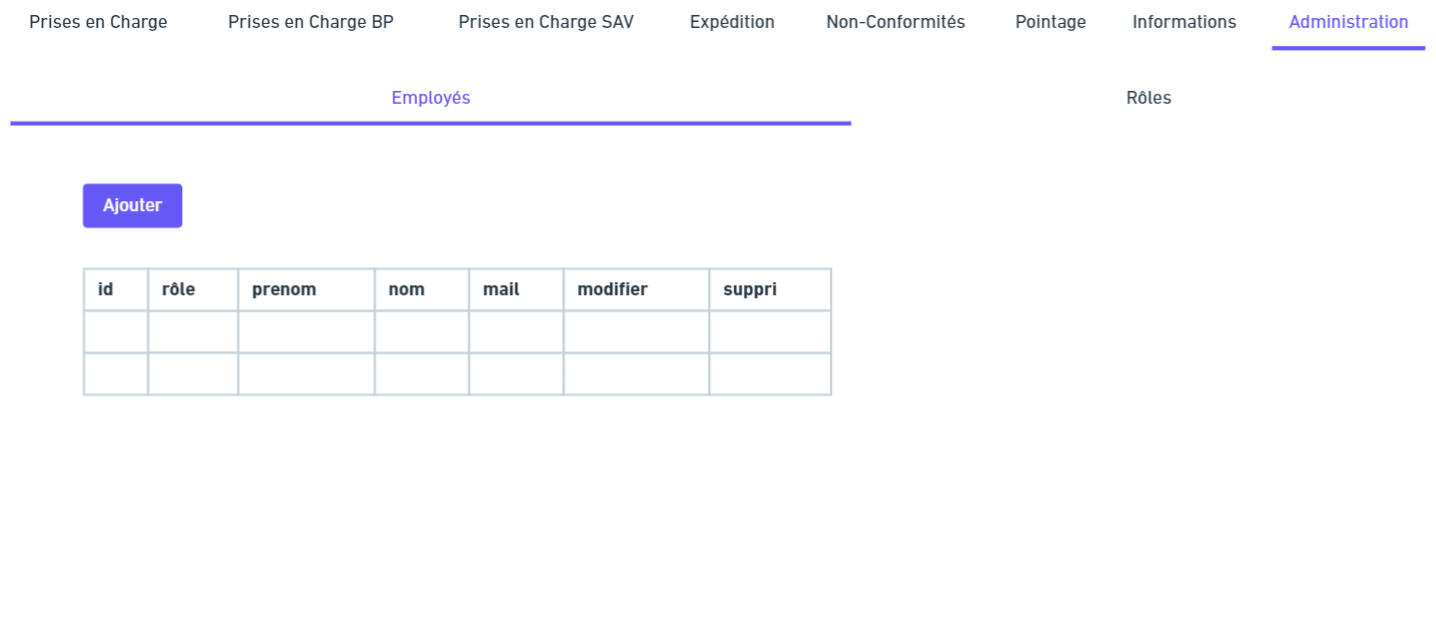 Prises en Charge Prises en Charge BP Prises en Charge SAV Expédition Non-Conformités Pointage Informations Administration
Employés Rôles
Ajouter
id rôle prenom nom mail modifier suppri